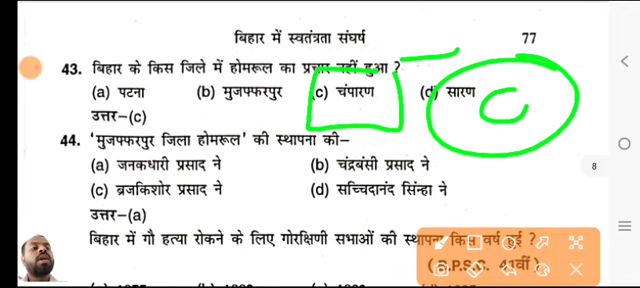 बिहार में स्वतंत्रता संघर्ष 77
43. बिहार के किस जिले में होमरूल का प्रचार नहीं हुआ ?
(a) पटना (b) मुजफ्फरपुर (c) चंपारण (d) सारण
उत्तर–(c)
C
44. 'मुजफ्फरपुर जिला होमरूल' की स्थापना की–
(a) जनकधारी प्रसाद ने (b) चंद्रबंसी प्रसाद ने
(c) ब्रजकिशोर प्रसाद ने (d) सच्चिदानंद सिंन्हा ने
उत्तर–(a)
8
बिहार में गौ हत्या रोकने के लिए गोरक्षिणी सभाओं की स्थापना किस वर्ष हुई ?
(B.P.S.C. 41वीं)